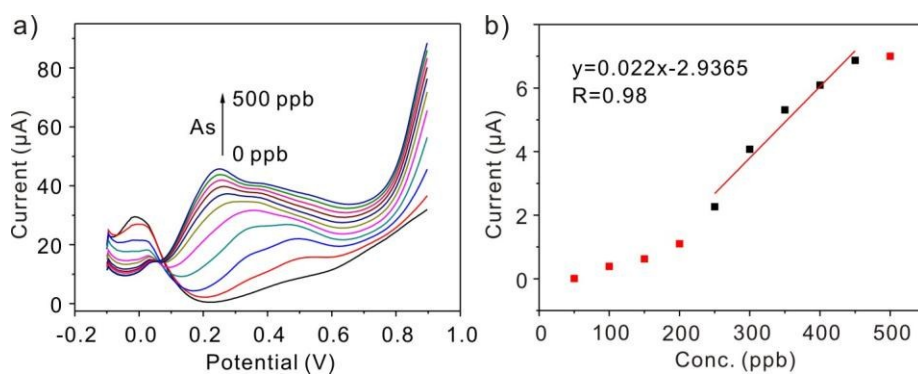 a)
Current (μA)
80
60
40
20
0
As
500 ppb
0 ppb
-0.2 0.0 0.2 0.4 0.6 0.8 1.0
Potential (V)
b)
Current (μA)
6
4
2
0
y=0.022x-2.9365
R=0.98
0 100 200 300 400 500
Conc. (ppb)